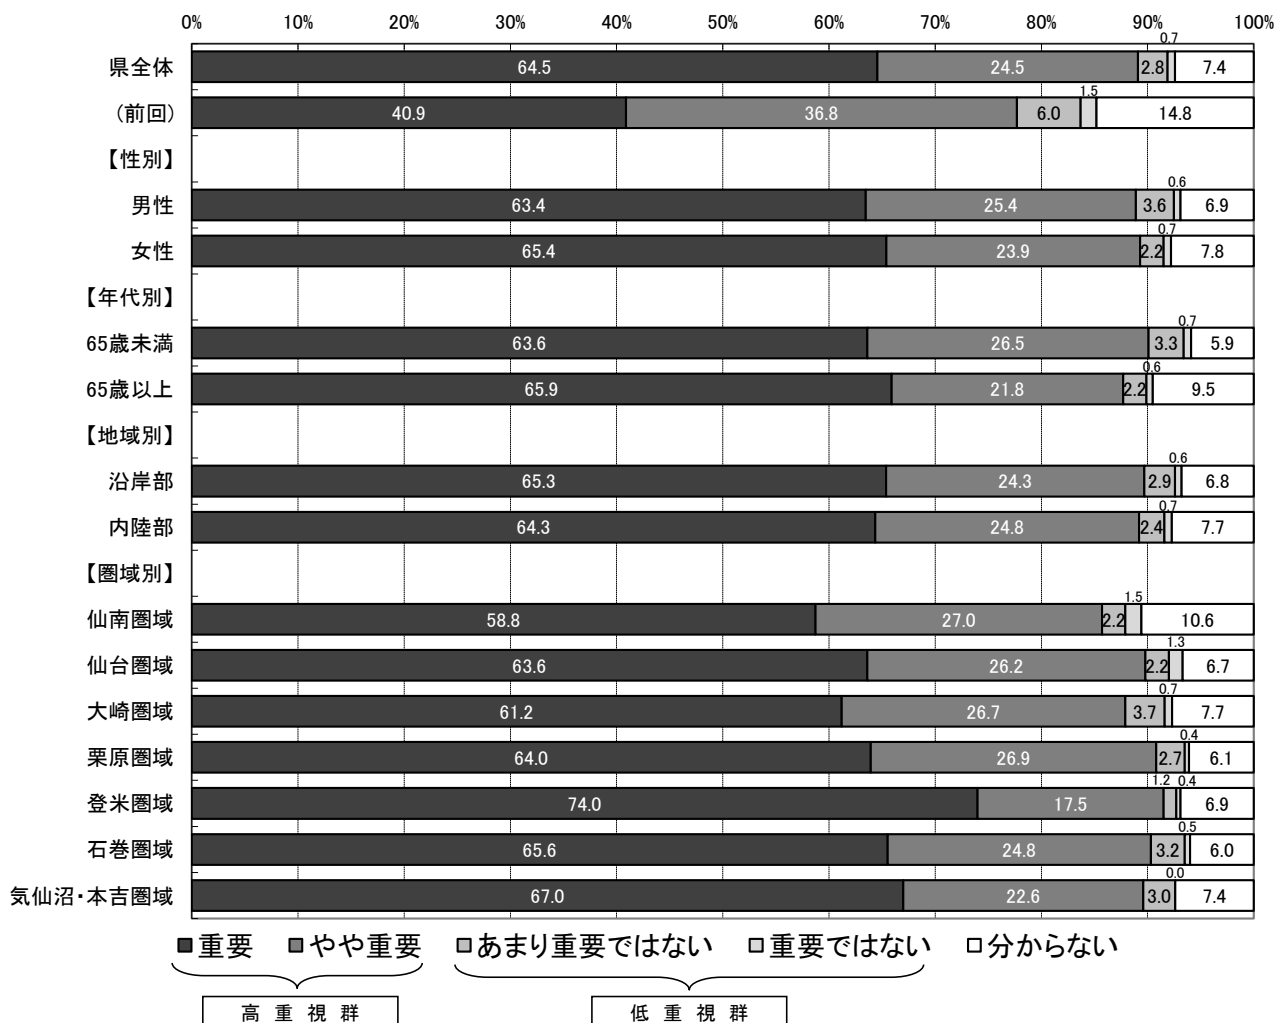 0% 10% 20% 30% 40% 50% 60% 70% 80% 90% 100%
県全体 64.5 24.5 2.8 0.7 7.4
(前回) 40.9 36.8 6.0 1.5 14.8
【性別】
男性 63.4 25.4 3.6 0.6 6.9
女性 65.4 23.9 2.2 0.7 7.8
【年代別】
65歳未満 63.6 26.5 3.3 0.7 5.9
65歳以上 65.9 21.8 2.2 0.6 9.5
【地域別】
沿岸部 65.3 24.3 2.9 0.6 6.8
内陸部 64.3 24.8 2.4 0.7 7.7
【圏域別】
仙南圏域 58.8 27.0 2.2 1.5 10.6
仙台圏域 63.6 26.2 2.2 1.3 6.7
大崎圏域 61.2 26.7 3.7 0.7 7.7
栗原圏域 64.0 26.9 2.7 0.4 6.1
登米圏域 74.0 17.5 1.2 0.4 6.9
石巻圏域 65.6 24.8 3.2 0.5 6.0
気仙沼・本吉圏域 67.0 22.6 3.0 0.0 7.4
重要 やや重要 あまり重要ではない 重要ではない 分からない
高重視群 低重視群